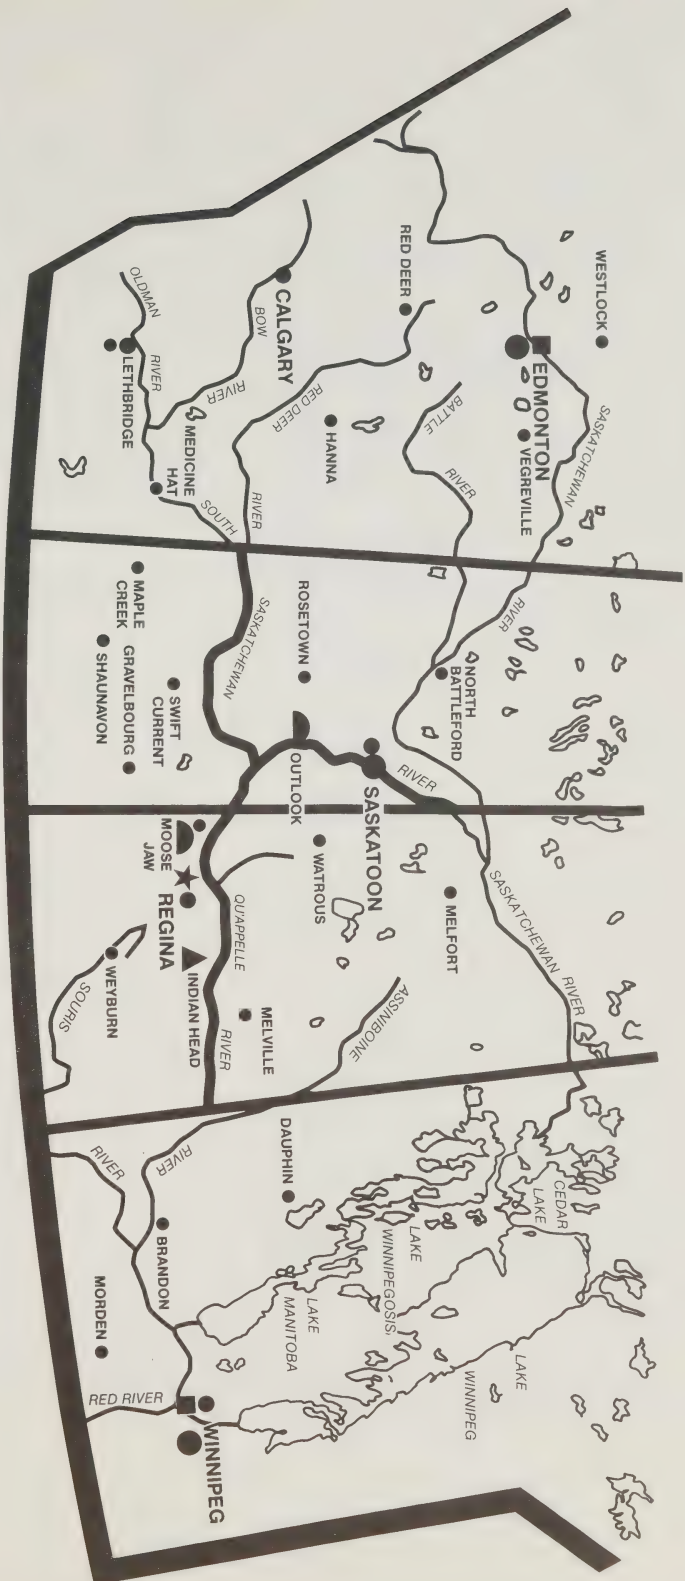 WESTLOCK
EDMONTON
VEGREVILLE
SASKATCHEWAN
RIVER
RED DEER
BATTLE
RIVER
HANNA
CALGARY
BOW
RIVER
RED DEER
RIVER
OLDMAN
RIVER
LETHBRIDGE
MEDICINE
HAT
SOUTH
SASKATCHEWAN
RIVER
NORTH
BATTLEFORD
ROSETOWN
OUTLOOK
SASKATOON
MAPLE
CREEK
SHAUNAVON
SWIFT
CURRENT
GRAVELBOURG
SASKATCHEWAN RIVER
MELFORT
WATROUS
MOOSE
JAW
REGINA
QU'APPELLE
RIVER
INDIAN HEAD
MELVILLE
WEYBURN
SOURIS
RIVER
ASSINIBOINE
RIVER
CEDAR
LAKE
LAKE
WINNIPEGOSIS
DAUPHIN
LAKE
MANITOBA
LAKE
WINNIPEG
BRANDON
MORDEN
RED RIVER
WINNIPEG